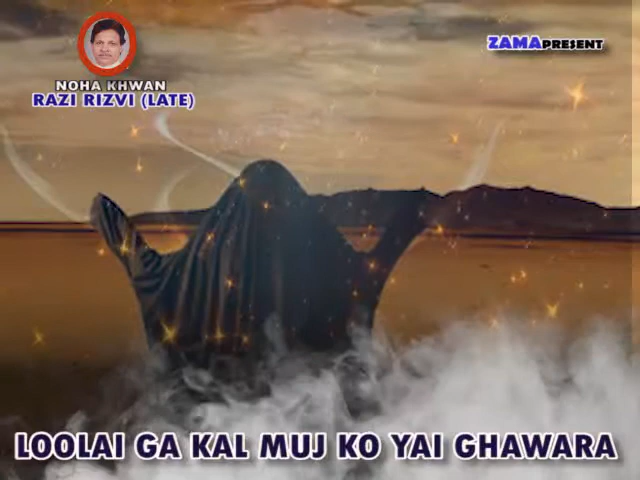 ZAMA PRESENT
NOHA KHWAN
RAZI RIZVI (LATE)
LOOLAI GA KAL MUJ KO YAI GHAWARA